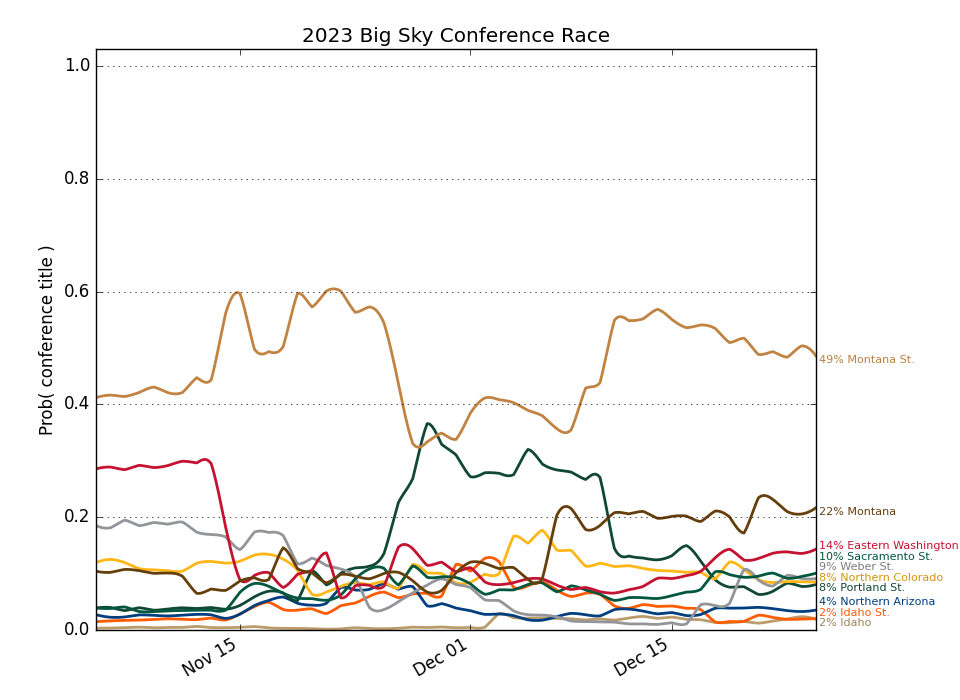 2023 Big Sky Conference Race
Prob( conference title )
1.0
0.8
0.6
0.4
0.2
0.0
Nov 15
Dec 01
Dec 15
49% Montana St.
22% Montana
14% Eastern Washington
10% Sacramento St.
9% Weber St.
8% Northern Colorado
8% Portland St.
4% Northern Arizona
2% Idaho St.
2% Idaho